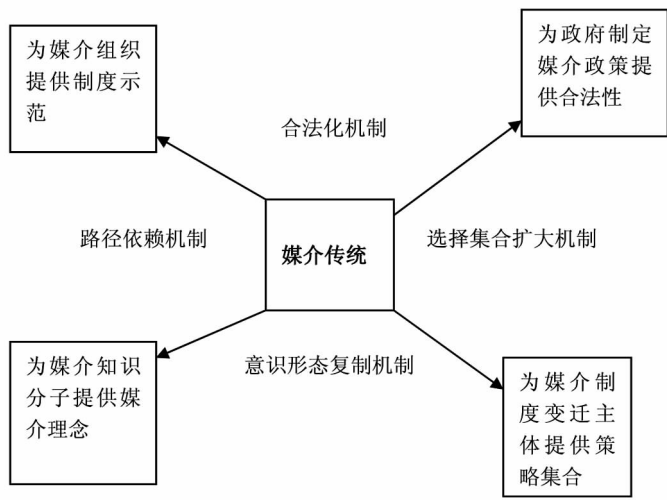 为媒介组织
提供制度示
范
为政府制定
媒介政策提
供合法性
合法化机制
路径依赖机制
媒介传统
选择集合扩大机制
意识形态复制机制
为媒介知识
分子提供媒
介理念
为媒介制
度变迁主
体提供策
略集合